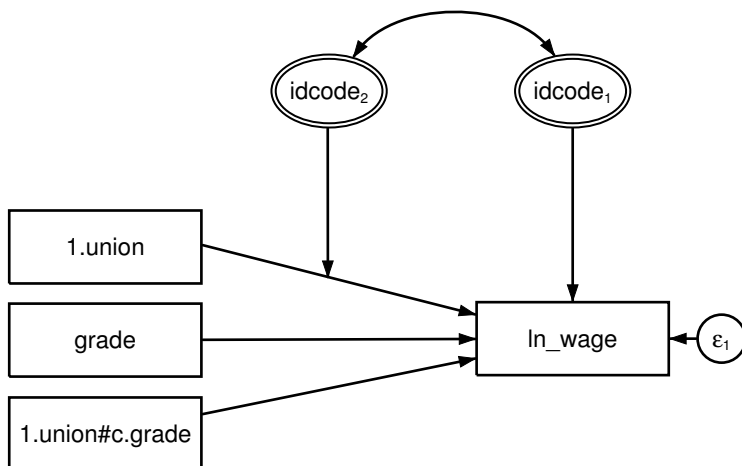 idcode₂
idcode₁
1.union
grade
ln_wage
ε₁
1.union#c.grade